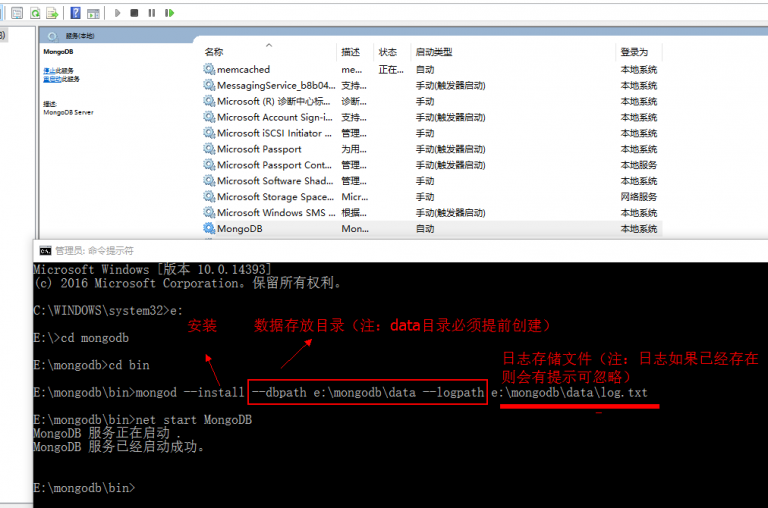 服务(本地)
MongoDB
停止此服务
重启动此服务
描述:
MongoDB Server
名称 描述 状态 启动类型 登录为
memcached me... 正在... 自动 本地系统
MessagingService_b8b04... 支持... 手动(触发器启动) 本地系统
Microsoft (R) 诊断中心标... 诊断... 手动 本地系统
Microsoft Account Sign-i... 支持... 手动(触发器启动) 本地系统
Microsoft iSCSI Initiator ... 管理... 手动 本地系统
Microsoft Passport 为用... 手动(触发器启动) 本地系统
Microsoft Passport Cont... 管理... 手动(触发器启动) 本地服务
Microsoft Software Shad... 管理... 手动 本地系统
Microsoft Storage Space... Micr... 手动 网络服务
Microsoft Windows SMS ... 根据... 手动(触发器启动) 本地系统
MongoDB Mon... 自动 本地系统
管理员: 命令提示符
Microsoft Windows [版本 10.0.14393]
(c) 2016 Microsoft Corporation。保留所有权利。
C:\WINDOWS\system32>e:
安装 数据存放目录（注：data目录必须提前创建）
E:\>cd mongodb
E:\mongodb>cd bin
日志存储文件（注：日志如果已经存在
则会有提示可忽略）
E:\mongodb\bin>mongod --install --dbpath e:\mongodb\data --logpath e:\mongodb\data\log.txt
E:\mongodb\bin>net start MongoDB
MongoDB 服务正在启动 .
MongoDB 服务已经启动成功。
E:\mongodb\bin>